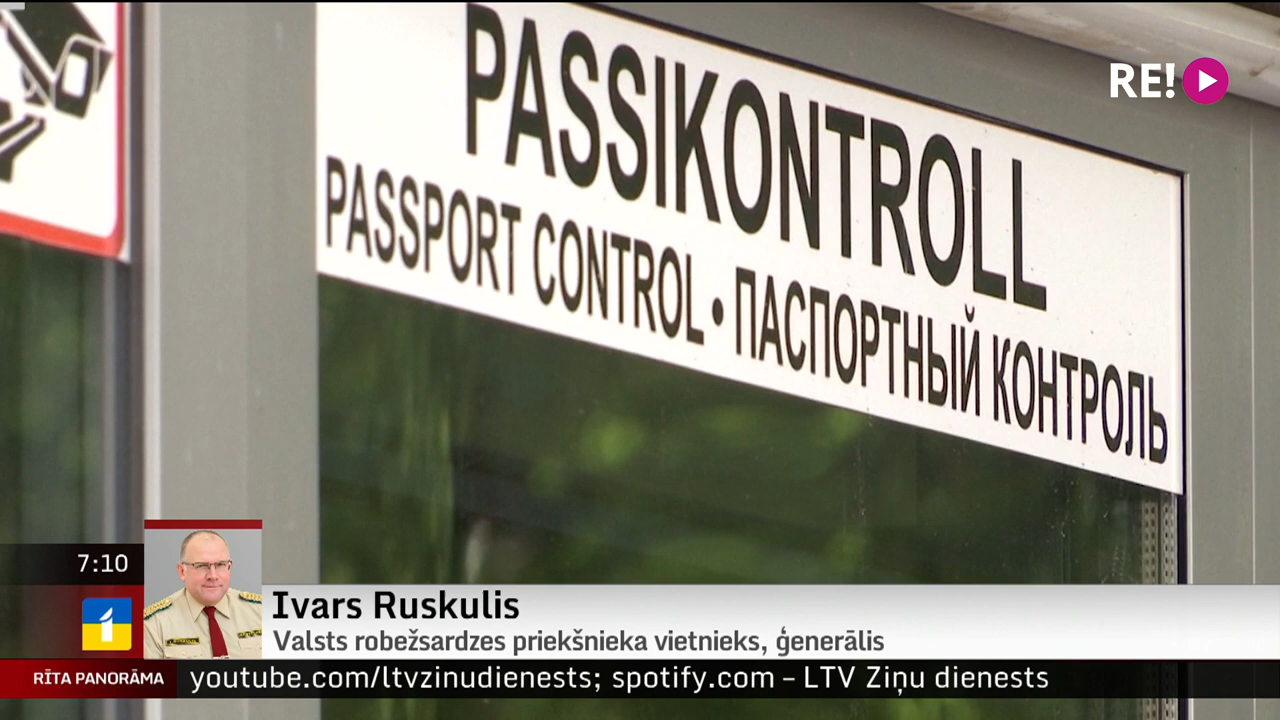 RE!
PASSIKONTROLL
PASSPORT CONTROL • ПАСПОРТНЫЙ КОНТРОЛЬ
7:10
1
Ivars Ruskulis
Valsts robežsardzes priekšnieka vietnieks, ģenerālis
RĪTA PANORĀMA
youtube.com/ltvzinudienests; spotify.com – LTV Ziņu dienests